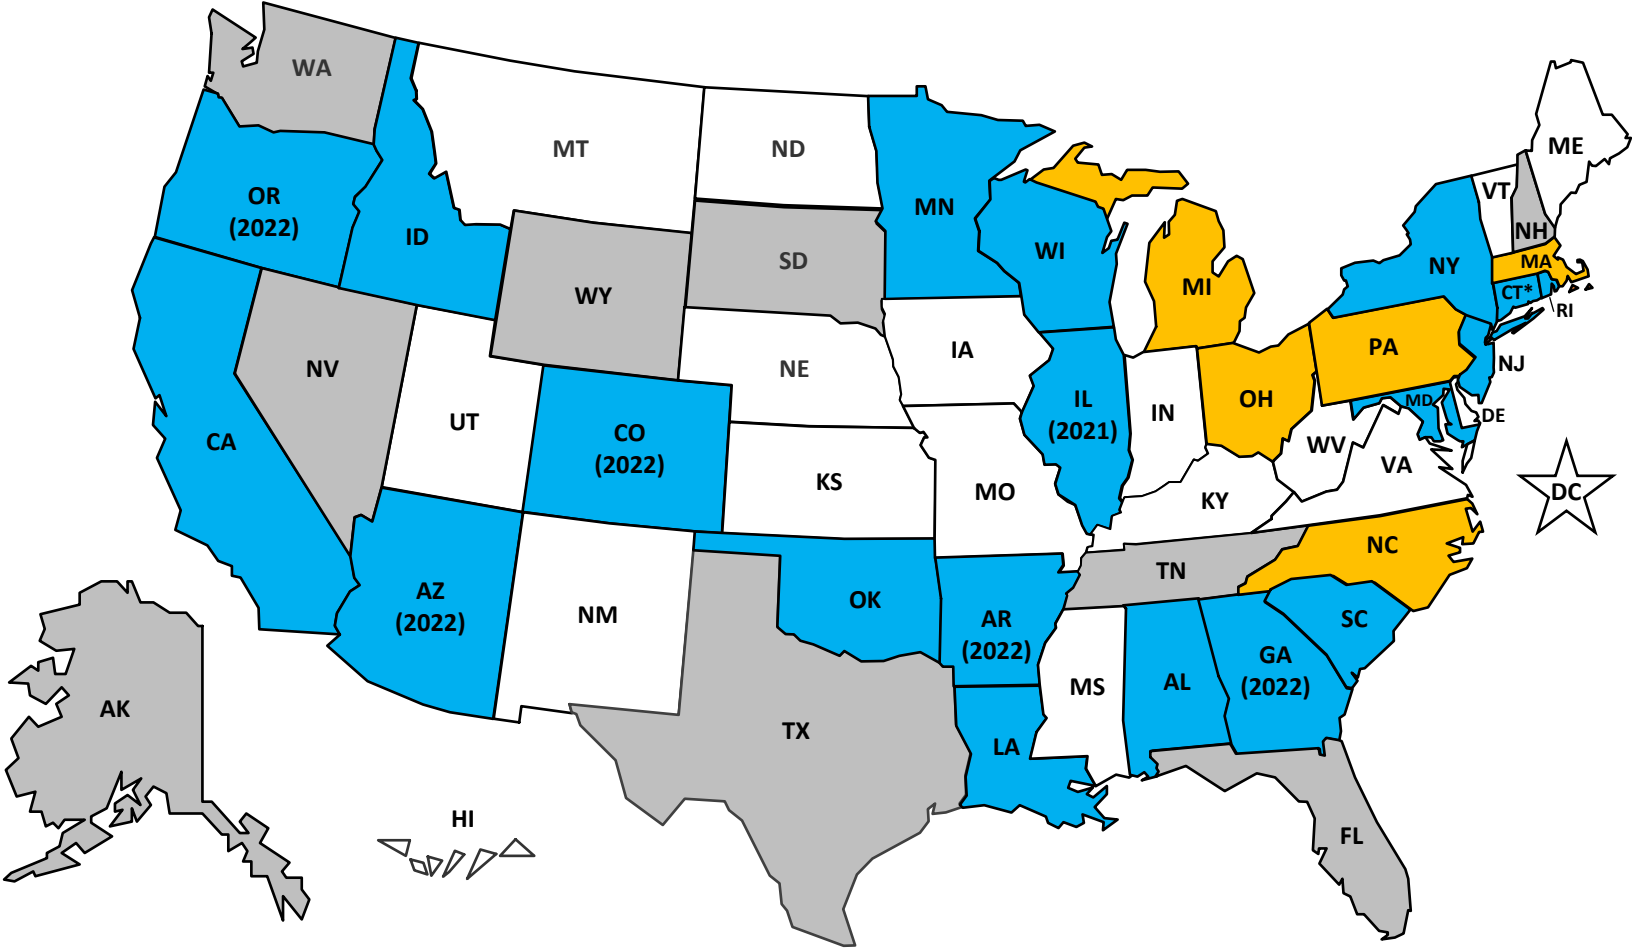 WA
MT
ND
ME
OR
(2022)
ID
MN
VT
NH
WI
SD
NY
MA
WY
MI
CT*
RI
IA
PA
NV
NE
NJ
UT
IL
(2021)
IN
OH
MD
DE
CA
CO
(2022)
WV
VA
KS
MO
KY
DC
NC
TN
AZ
(2022)
NM
OK
AR
(2022)
SC
GA
(2022)
MS
AL
AK
TX
LA
HI
FL